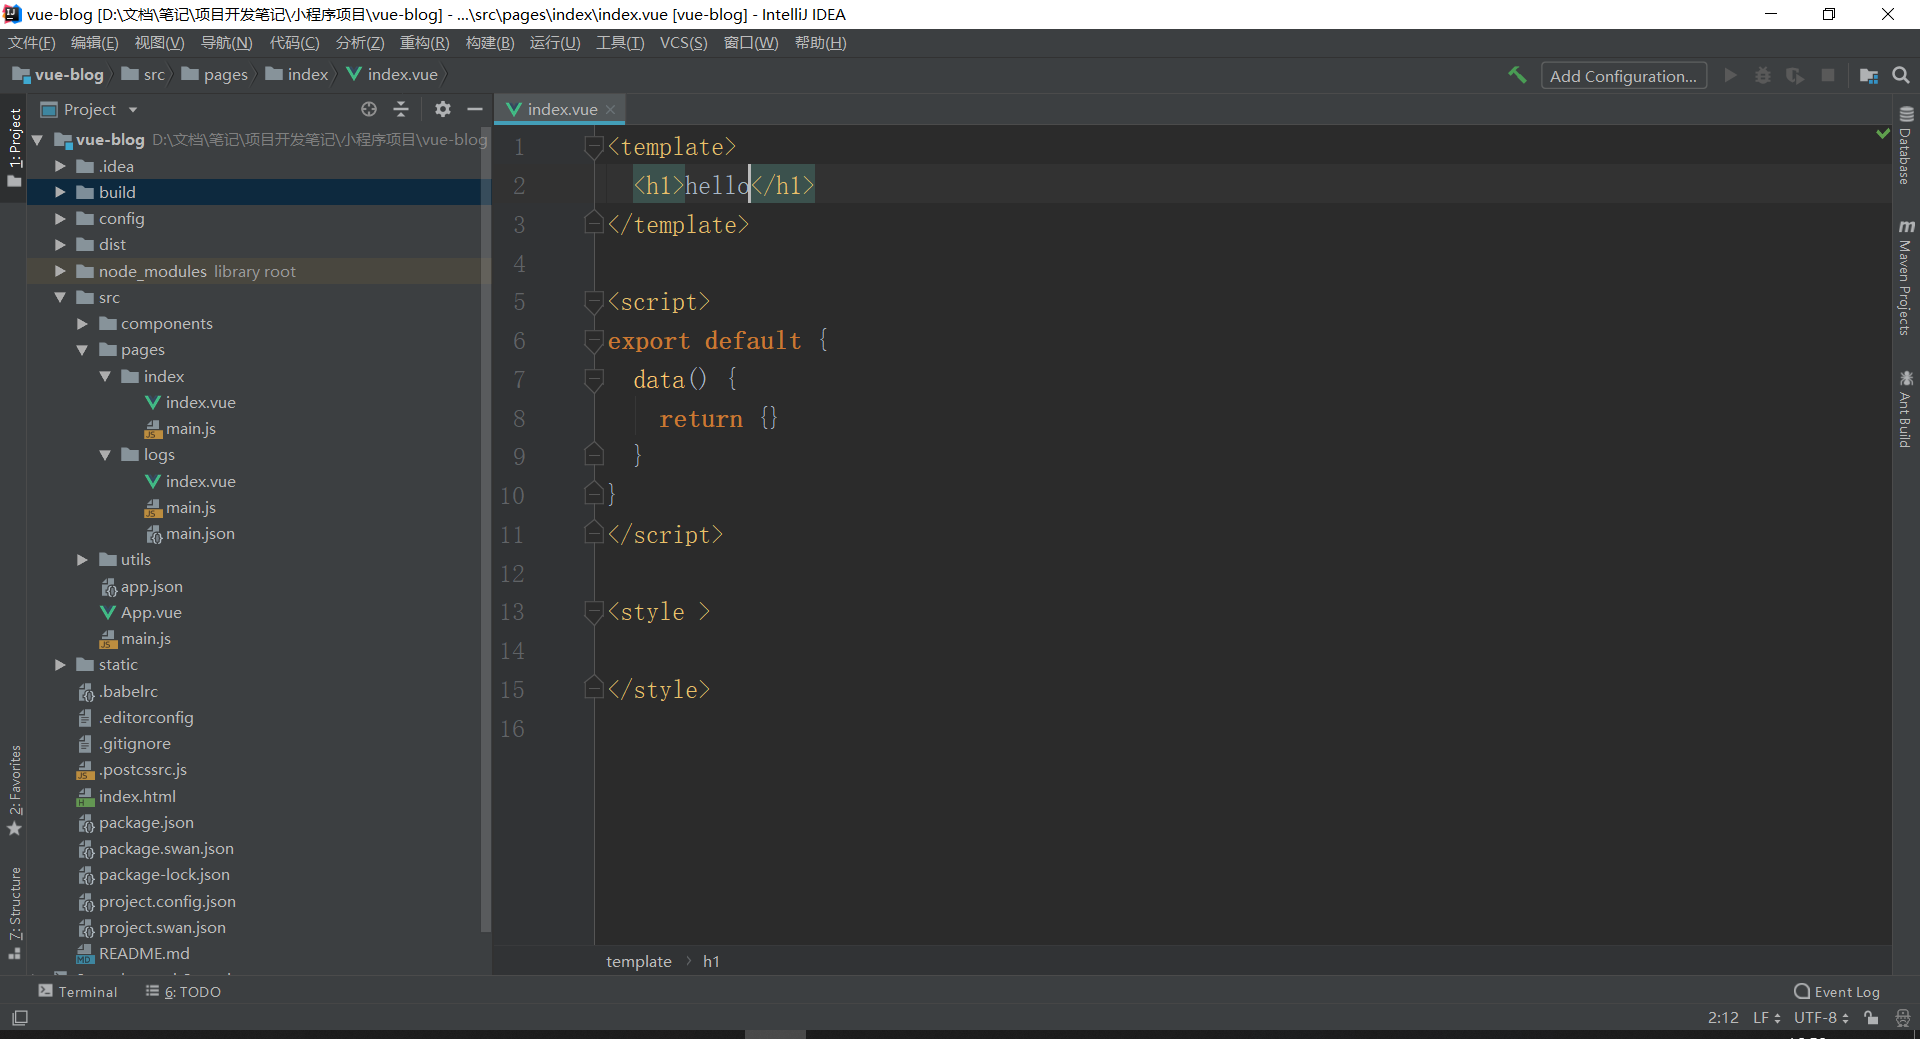 vue-blog [D:\文档\笔记\项目开发笔记\小程序项目\vue-blog] - ...\src\pages\index\index.vue [vue-blog] - IntelliJ IDEA
文件(F) 编辑(E) 视图(V) 导航(N) 代码(C) 分析(Z) 重构(R) 构建(B) 运行(U) 工具(T) VCS(S) 窗口(W) 帮助(H)
vue-blog src pages index index.vue Add Configuration...
1: Project
2: Favorites
7: Structure
Project
vue-blog D:\文档\笔记\项目开发笔记\小程序项目\vue-blog
.idea
build
config
dist
node_modules library root
src
components
pages
index
index.vue
main.js
logs
index.vue
main.js
main.json
utils
app.json
App.vue
main.js
static
.babelrc
.editorconfig
.gitignore
.postcssrc.js
index.html
package.json
package.swan.json
package-lock.json
project.config.json
project.swan.json
README.md
index.vue
1 <template>
2 <h1>hello</h1>
3 </template>
4
5 <script>
6 export default {
7 data() {
8 return {}
9 }
10 }
11 </script>
12
13 <style >
14
15 </style>
16
template h1
Database
Maven Projects
Ant Build
Terminal 6: TODO Event Log
2:12 LF UTF-8